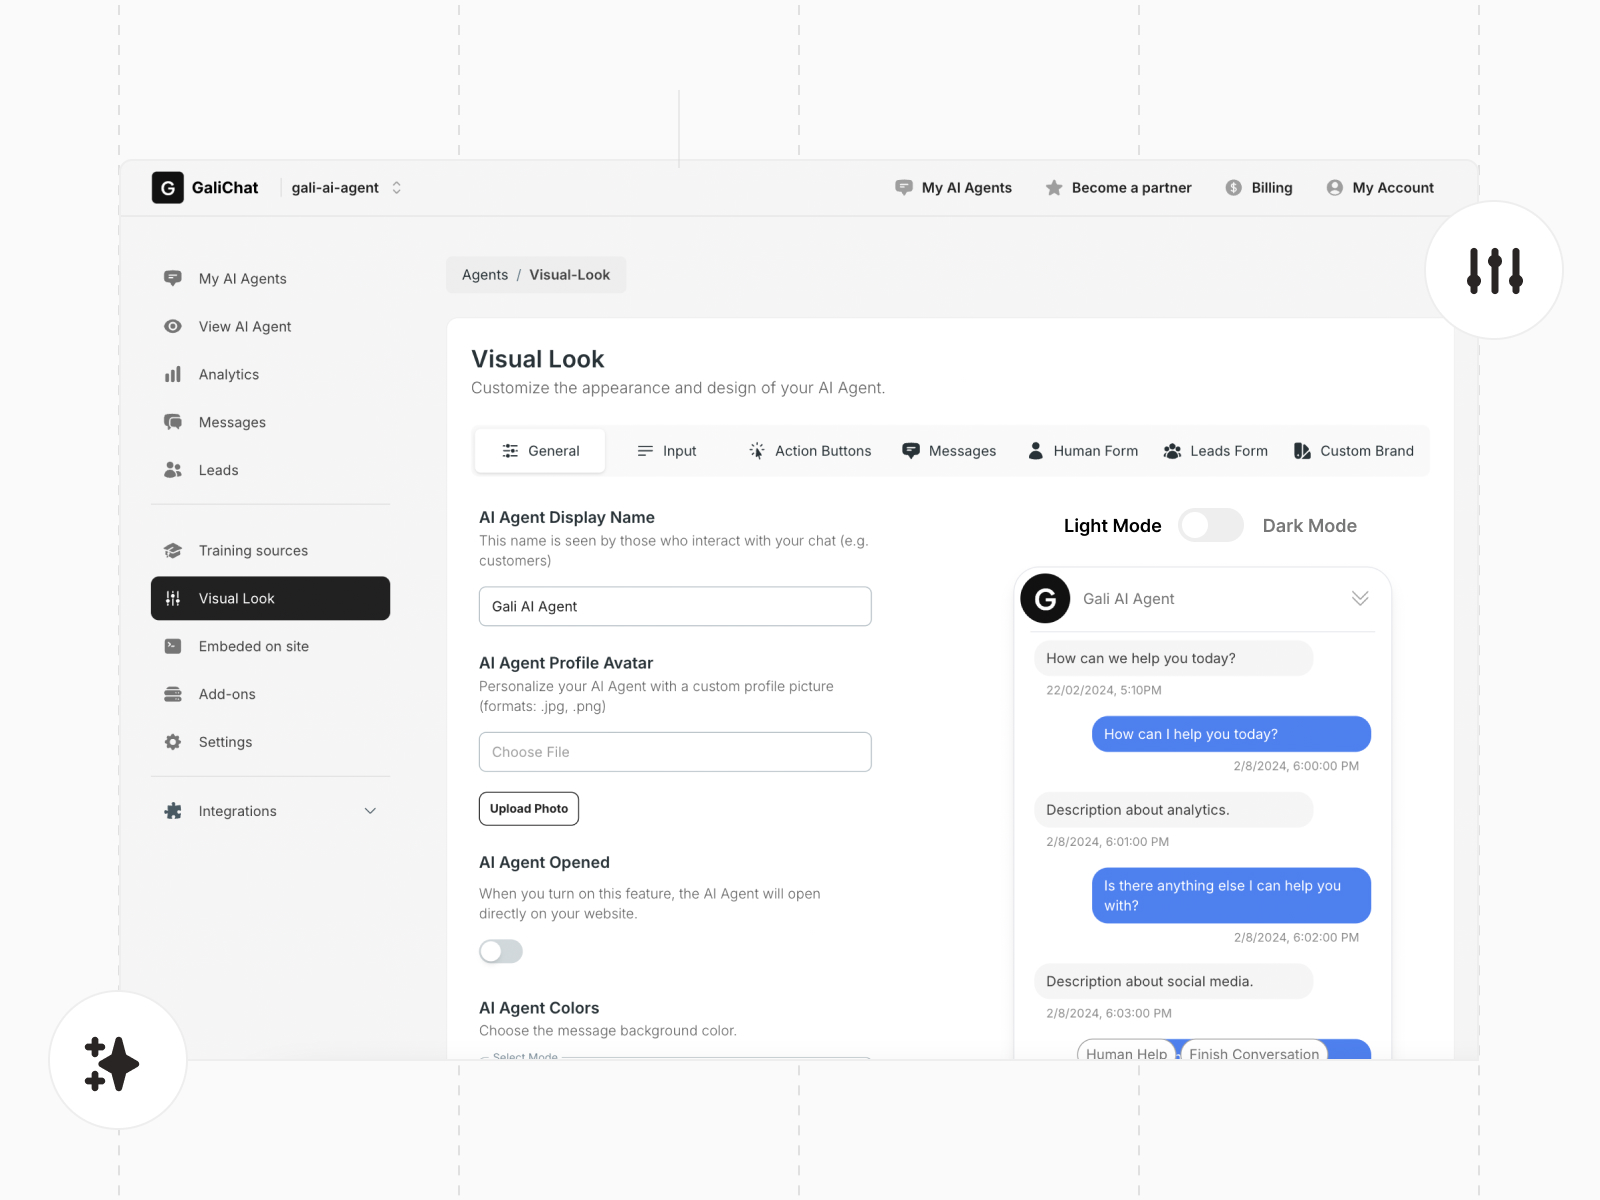 G GaliChat gali-ai-agent
My AI Agents Become a partner Billing My Account
My AI Agents
View AI Agent
Analytics
Messages
Leads
Training sources
Visual Look
Embeded on site
Add-ons
Settings
Integrations
Agents / Visual-Look
Visual Look
Customize the appearance and design of your AI Agent.
General Input Action Buttons Messages Human Form Leads Form Custom Brand
AI Agent Display Name
This name is seen by those who interact with your chat (e.g.
customers)
Gali AI Agent
AI Agent Profile Avatar
Personalize your AI Agent with a custom profile picture
(formats: .jpg, .png)
Choose File
Upload Photo
AI Agent Opened
When you turn on this feature, the AI Agent will open
directly on your website.
AI Agent Colors
Choose the message background color.
Select Mode
Light Mode Dark Mode
G Gali AI Agent
How can we help you today?
22/02/2024, 5:10PM
How can I help you today?
2/8/2024, 6:00:00 PM
Description about analytics.
2/8/2024, 6:01:00 PM
Is there anything else I can help you
with?
2/8/2024, 6:02:00 PM
Description about social media.
2/8/2024, 6:03:00 PM
Human Help Finish Conversation